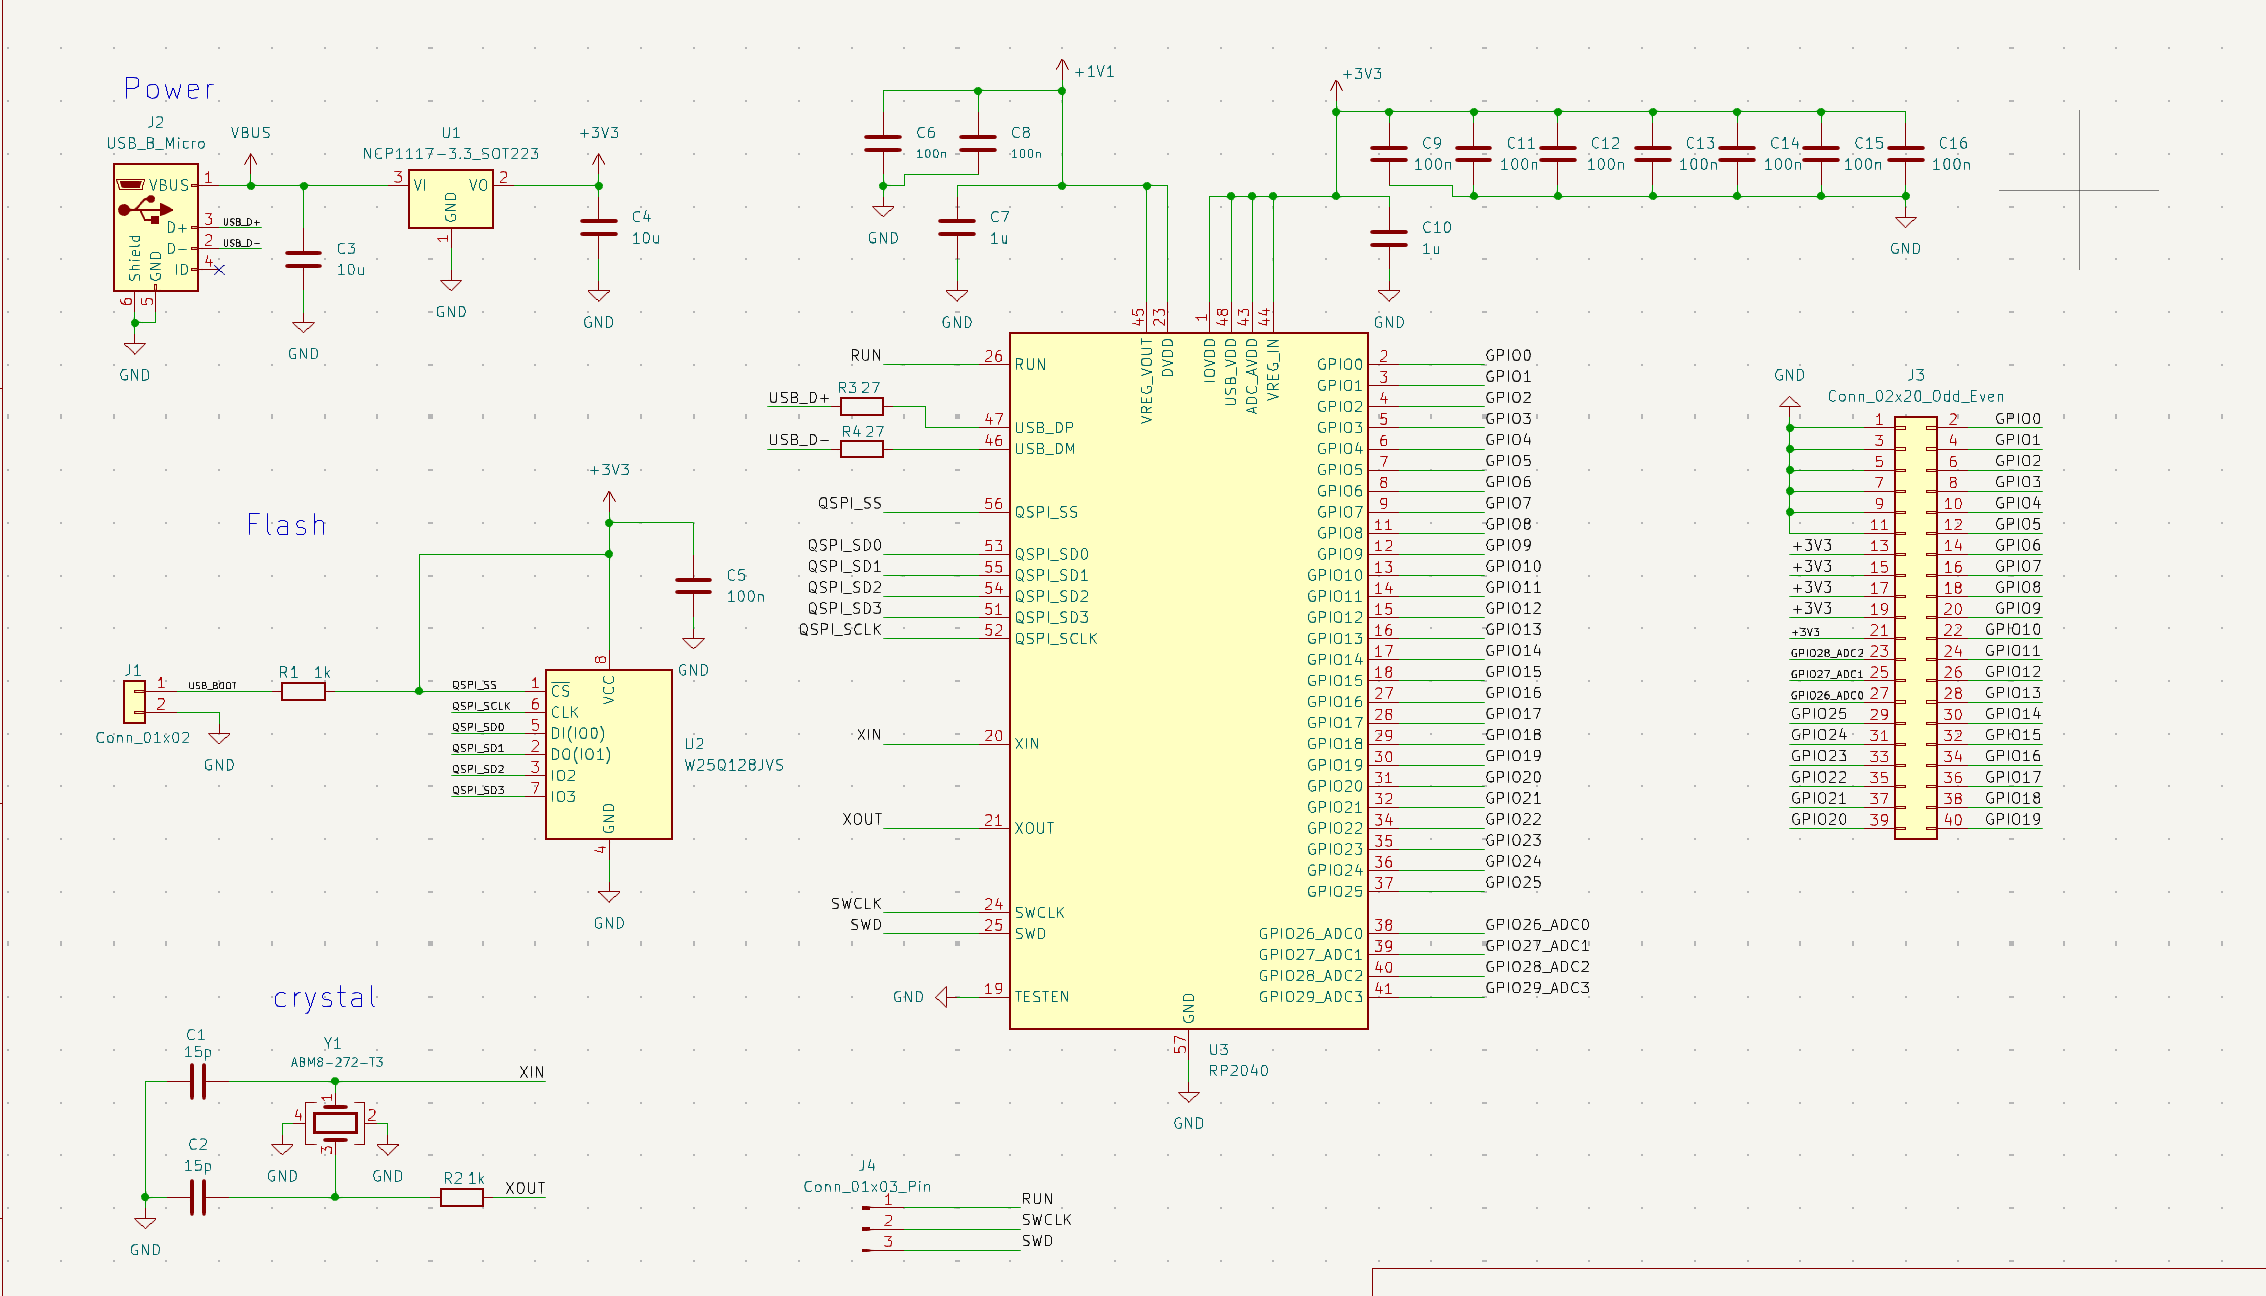 Power
J2
USB_B_Micro
VBUS
1
3
2
4
VBUS
D+
D-
ID
Shield
GND
6
5
USB_D+
USB_D-
GND
VBUS
C3
10u
GND
U1
NCP1117-3.3_SOT223
3
VI
VO
2
GND
1
GND
+3V3
C4
10u
GND
Flash
+3V3
C5
100n
GND
J1
1
2
Conn_01x02
USB_BOOT
GND
R1 1k
QSPI_SS 1 CS
QSPI_SCLK 6 CLK
QSPI_SD0 5 DI(IO0)
QSPI_SD1 2 DO(IO1)
QSPI_SD2 3 IO2
QSPI_SD3 7 IO3
8
VCC
GND
4
U2
W25Q128JVS
GND
crystal
C1
15p
Y1
ABM8-272-T3
XIN
1
4
2
3
GND
GND
C2
15p
R2 1k
XOUT
GND
+1V1
C6
100n
C8
100n
GND
C7
1u
GND
+3V3
C9
100n
C11
100n
C12
100n
C13
100n
C14
100n
C15
100n
C16
100n
GND
C10
1u
GND
45
23
1
48
43
44
VREG_VOUT
DVDD
IOVDD
USB_VDD
ADC_AVDD
VREG_IN
RUN 26 RUN
USB_D+ R3 27 47 USB_DP
USB_D- R4 27 46 USB_DM
QSPI_SS 56 QSPI_SS
QSPI_SD0 53 QSPI_SD0
QSPI_SD1 55 QSPI_SD1
QSPI_SD2 54 QSPI_SD2
QSPI_SD3 51 QSPI_SD3
QSPI_SCLK 52 QSPI_SCLK
XIN 20 XIN
XOUT 21 XOUT
SWCLK 24 SWCLK
SWD 25 SWD
GND 19 TESTEN
GPIO0 2 GPIO0
GPIO1 3 GPIO1
GPIO2 4 GPIO2
GPIO3 5 GPIO3
GPIO4 6 GPIO4
GPIO5 7 GPIO5
GPIO6 8 GPIO6
GPIO7 9 GPIO7
GPIO8 11 GPIO8
GPIO9 12 GPIO9
GPIO10 13 GPIO10
GPIO11 14 GPIO11
GPIO12 15 GPIO12
GPIO13 16 GPIO13
GPIO14 17 GPIO14
GPIO15 18 GPIO15
GPIO16 27 GPIO16
GPIO17 28 GPIO17
GPIO18 29 GPIO18
GPIO19 30 GPIO19
GPIO20 31 GPIO20
GPIO21 32 GPIO21
GPIO22 34 GPIO22
GPIO23 35 GPIO23
GPIO24 36 GPIO24
GPIO25 37 GPIO25
GPIO26_ADC0 38 GPIO26_ADC0
GPIO27_ADC1 39 GPIO27_ADC1
GPIO28_ADC2 40 GPIO28_ADC2
GPIO29_ADC3 41 GPIO29_ADC3
GND
57
U3
RP2040
GND
J4
Conn_01x03_Pin
1 RUN
2 SWCLK
3 SWD
GND
J3
Conn_02x20_Odd_Even
1 2 GPIO0
3 4 GPIO1
5 6 GPIO2
7 8 GPIO3
9 10 GPIO4
11 12 GPIO5
+3V3 13 14 GPIO6
+3V3 15 16 GPIO7
+3V3 17 18 GPIO8
+3V3 19 20 GPIO9
+3V3 21 22 GPIO10
GPIO28_ADC2 23 24 GPIO11
GPIO27_ADC1 25 26 GPIO12
GPIO26_ADC0 27 28 GPIO13
GPIO25 29 30 GPIO14
GPIO24 31 32 GPIO15
GPIO23 33 34 GPIO16
GPIO22 35 36 GPIO17
GPIO21 37 38 GPIO18
GPIO20 39 40 GPIO19